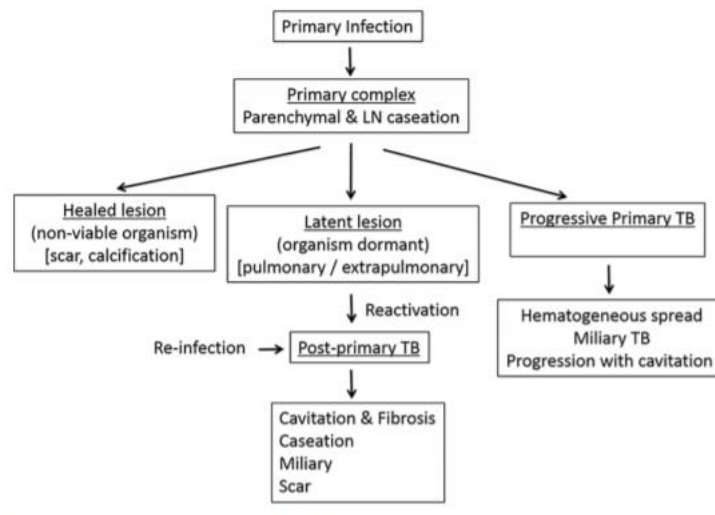 Primary Infection
Primary complex
Parenchymal & LN caseation
Healed lesion
(non-viable organism)
[scar, calcification]
Latent lesion
(organism dormant)
[pulmonary / extrapulmonary]
Progressive Primary TB
Reactivation
Hematogeneous spread
Miliary TB
Progression with cavitation
Re-infection
Post-primary TB
Cavitation & Fibrosis
Caseation
Miliary
Scar